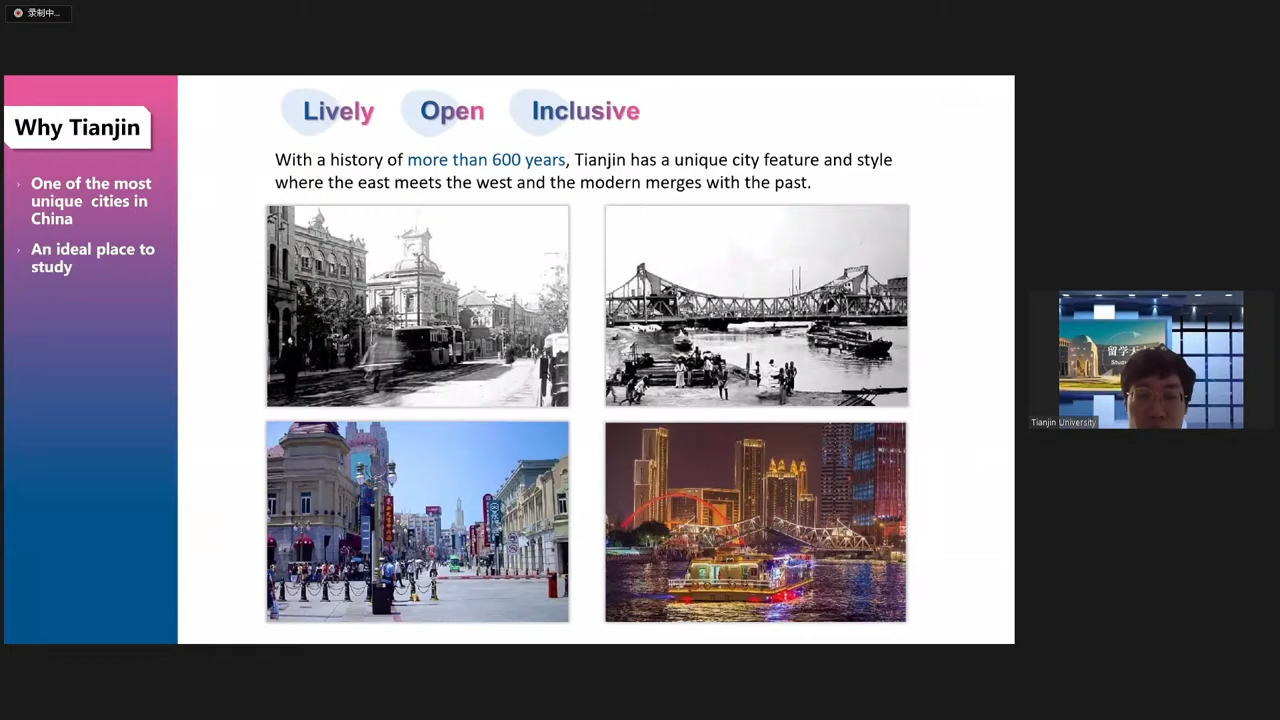 录制中...
Why Tianjin
One of the most
unique cities in
China
An ideal place to
study
Lively Open Inclusive
With a history of more than 600 years, Tianjin has a unique city feature and style
where the east meets the west and the modern merges with the past.
留学天
Study
Tianjin University